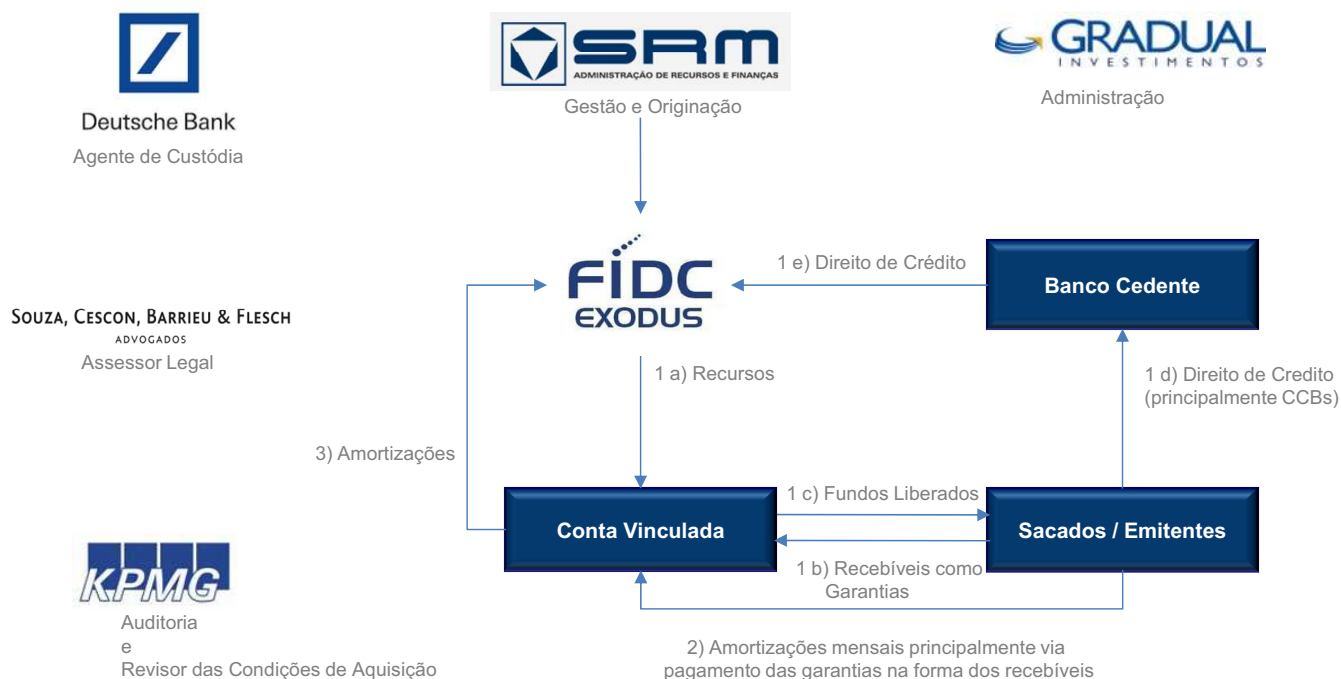 Deutsche Bank
Agente de Custódia
SRM
ADMINISTRAÇÃO DE RECURSOS E FINANÇAS
Gestão e Originação
GRADUAL
INVESTIMENTOS
Administração
FIDC
EXODUS
1 e) Direito de Crédito
Banco Cedente
SOUZA, CESCON, BARRIEU & FLESCH
ADVOGADOS
Assessor Legal
1 a) Recursos
1 d) Direito de Credito
(principalmente CCBs)
3) Amortizações
Conta Vinculada
1 c) Fundos Liberados
Sacados / Emitentes
1 b) Recebíveis como
Garantias
KPMG
Auditoria
e
Revisor das Condições de Aquisição
2) Amortizações mensais principalmente via
pagamento das garantias na forma dos recebíveis